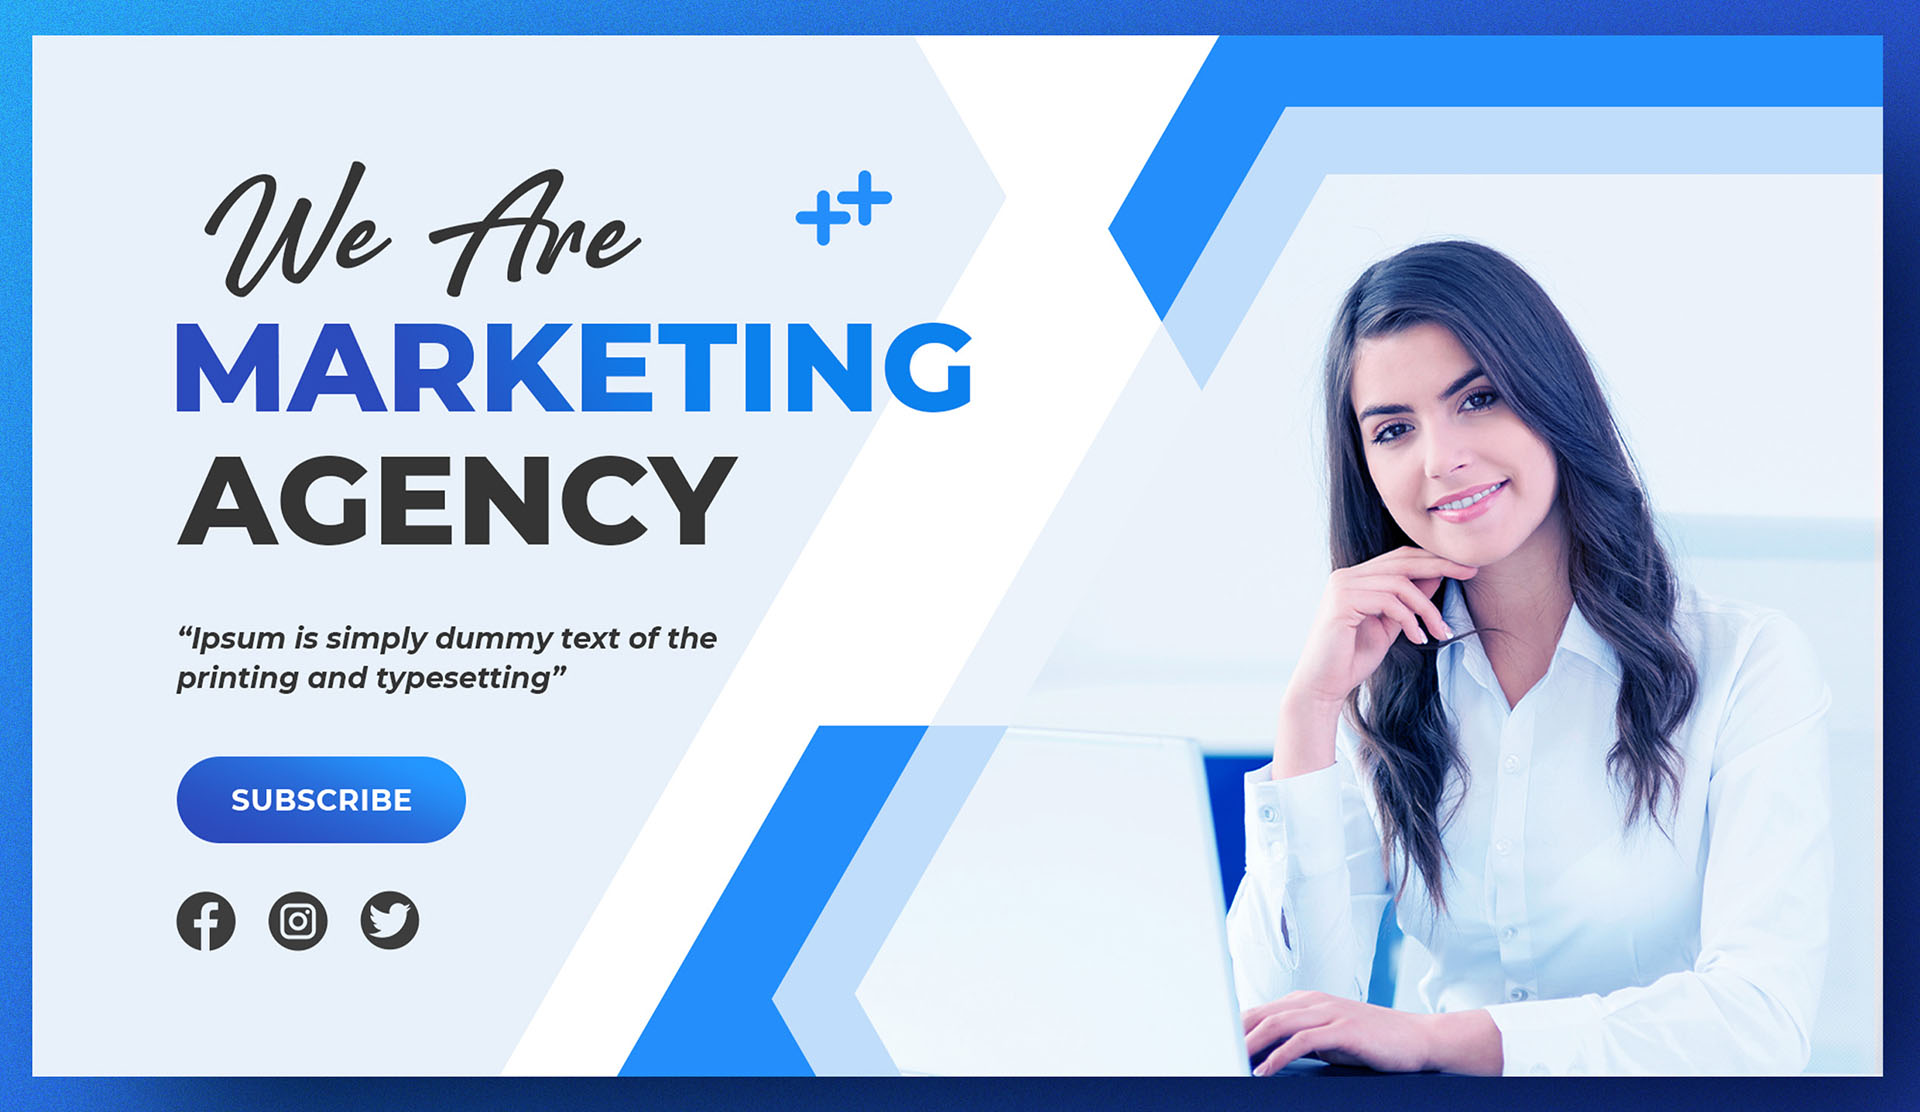 We Are
MARKETING
AGENCY
“Ipsum is simply dummy text of the
printing and typesetting”
SUBSCRIBE